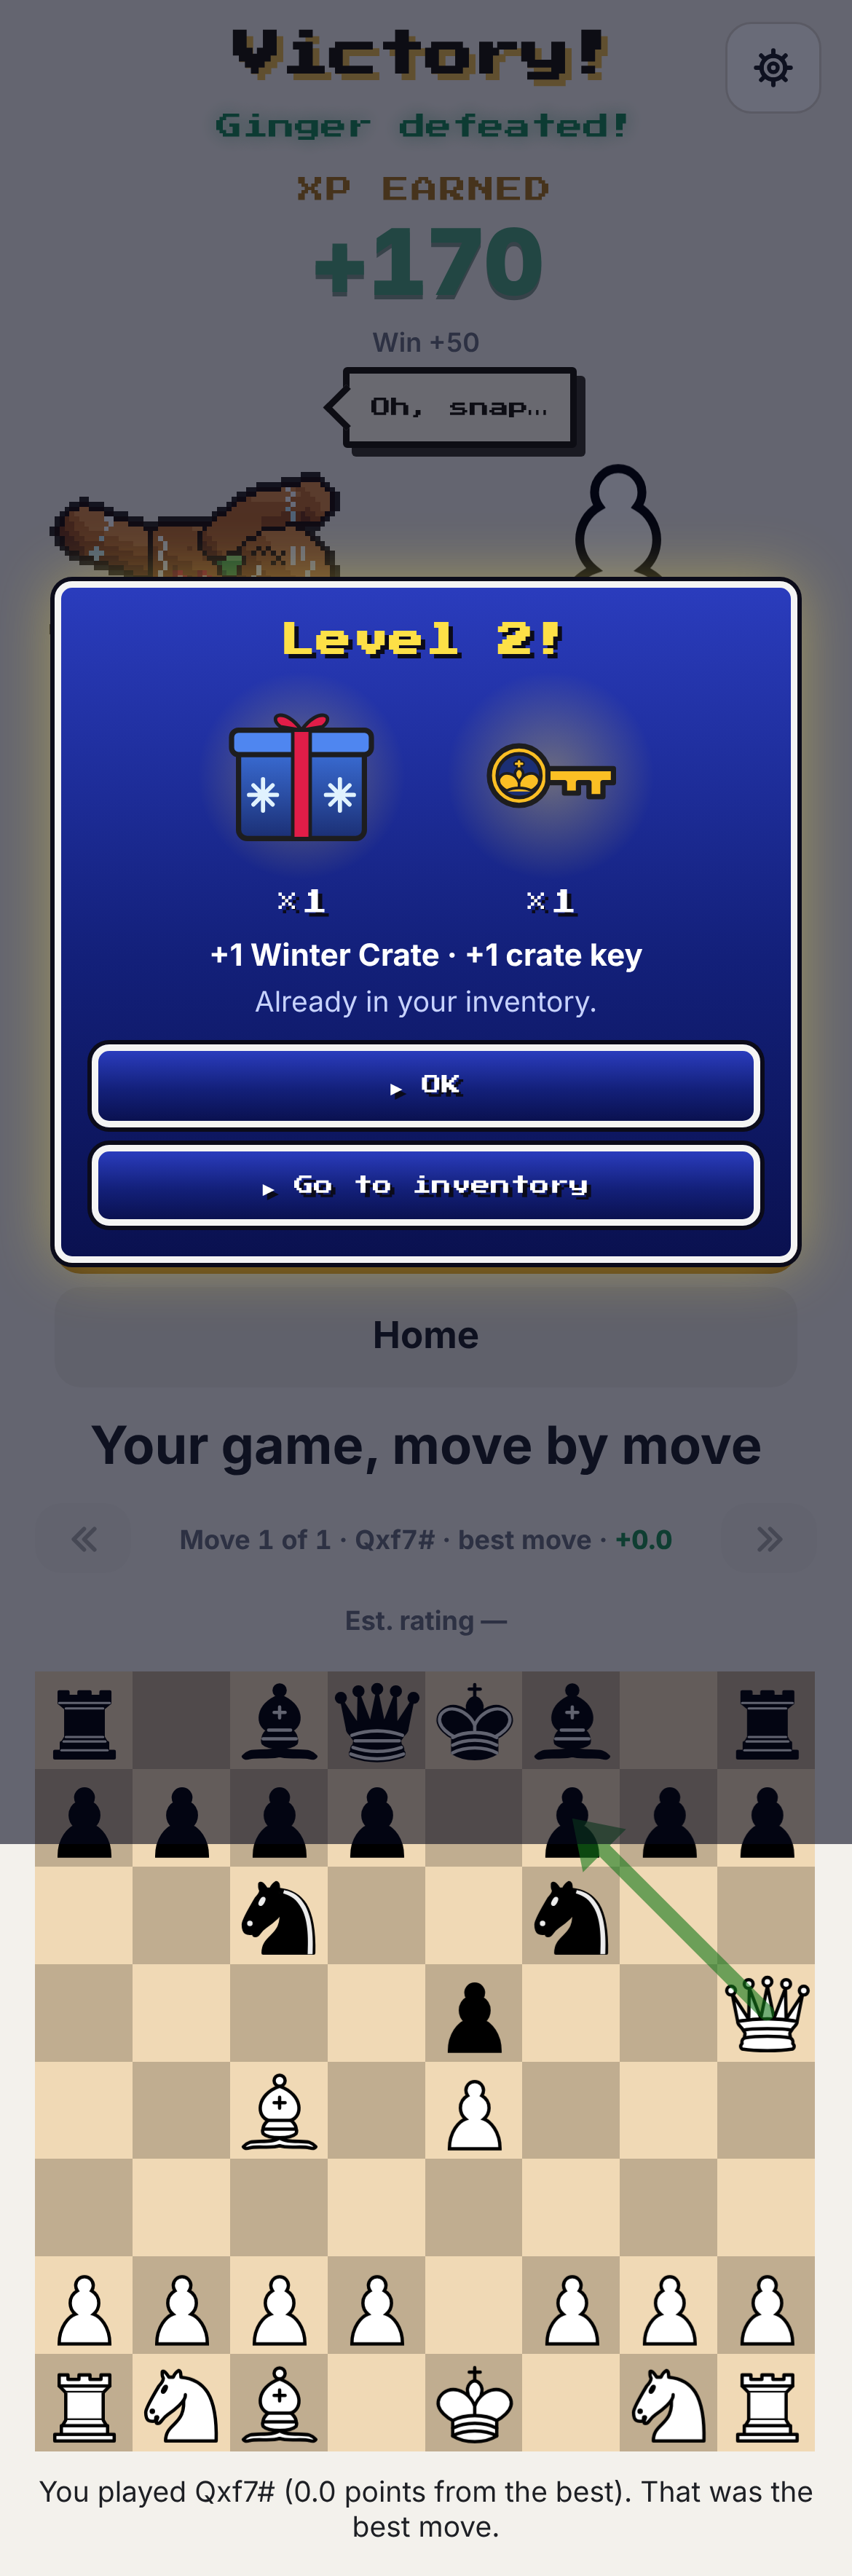 Victory!
Ginger defeated!
XP EARNED
+170
Win +50
Oh, snap...
Level 2!
×1 ×1
+1 Winter Crate · +1 crate key
Already in your inventory.
▶ OK
▶ Go to inventory
Home
Your game, move by move
Move 1 of 1 · Qxf7# · best move · +0.0
Est. rating —
You played Qxf7# (0.0 points from the best). That was the
best move.